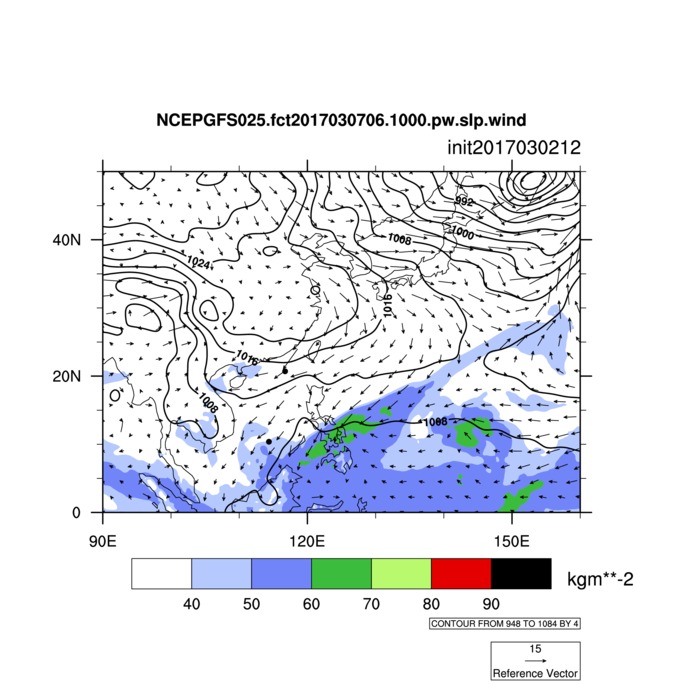 NCEPGFS025.fct2017030706.1000.pw.slp.wind
init2017030212
992
1000
1008
40N
1024
1016
1016
20N
1008
1008
0
90E 120E 150E
kgm**-2
40 50 60 70 80 90
CONTOUR FROM 948 TO 1084 BY 4
15
Reference Vector